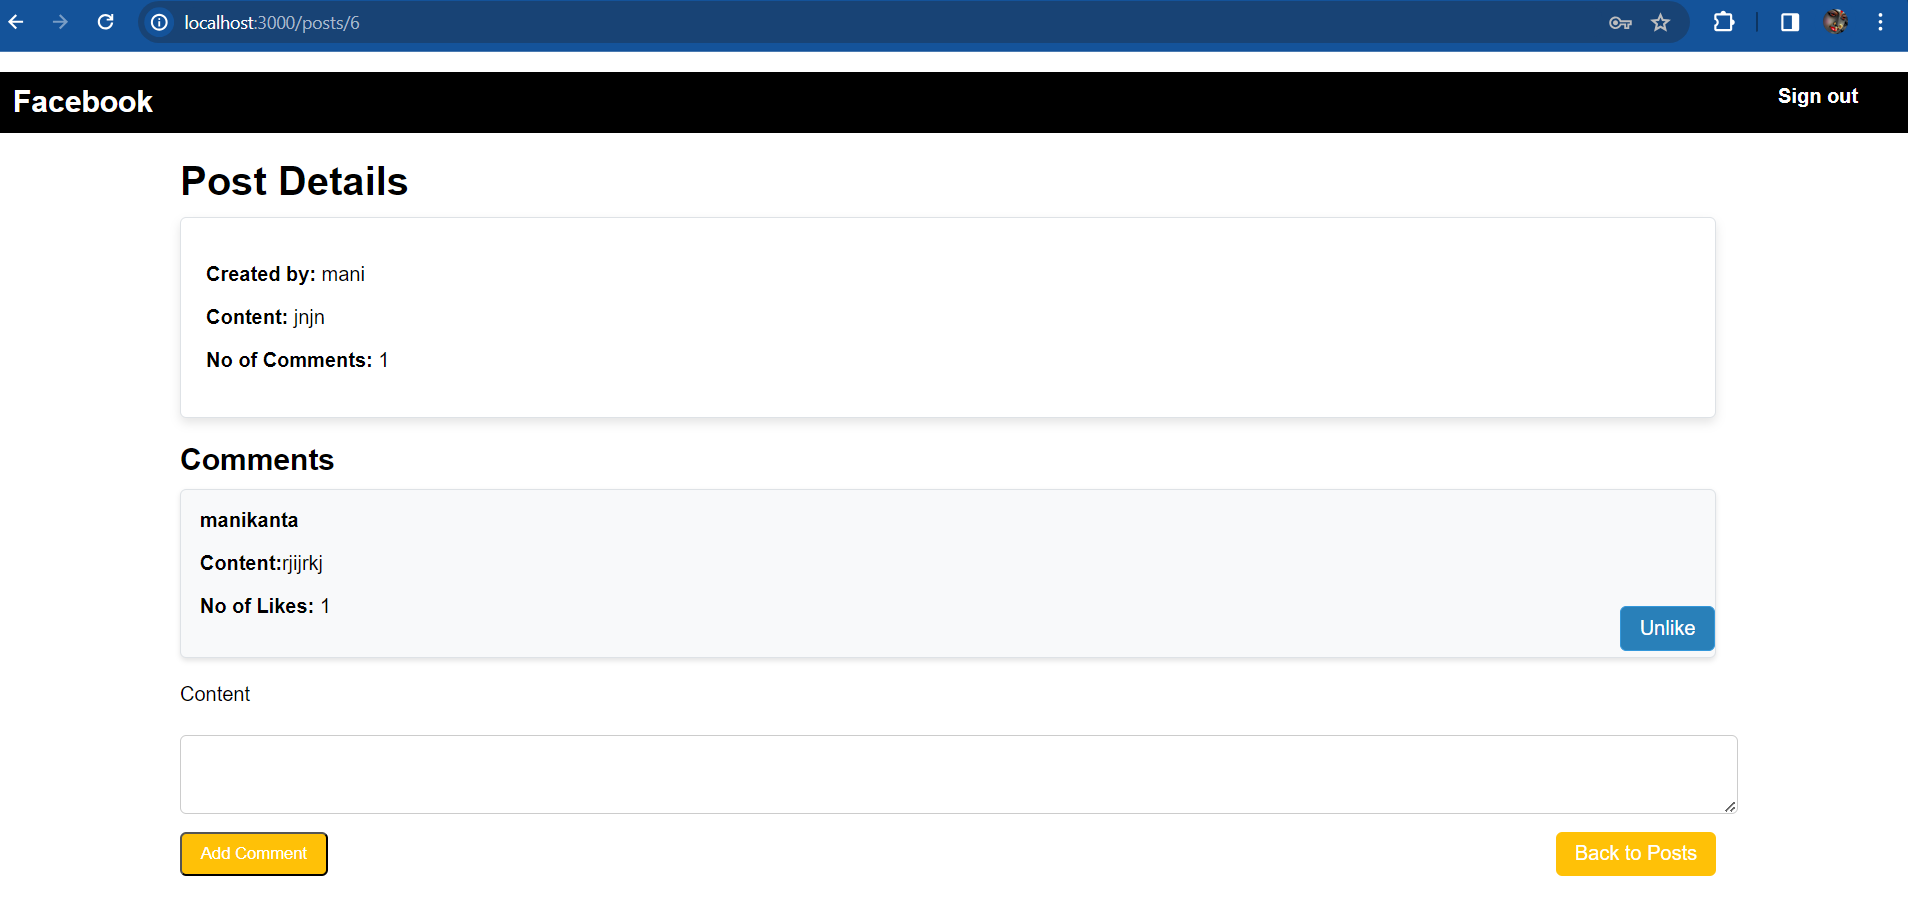 localhost:3000/posts/6
Facebook
Sign out
Post Details
Created by: mani
Content: jnjn
No of Comments: 1
Comments
manikanta
Content:rjijrkj
No of Likes: 1
Unlike
Content
Add Comment
Back to Posts